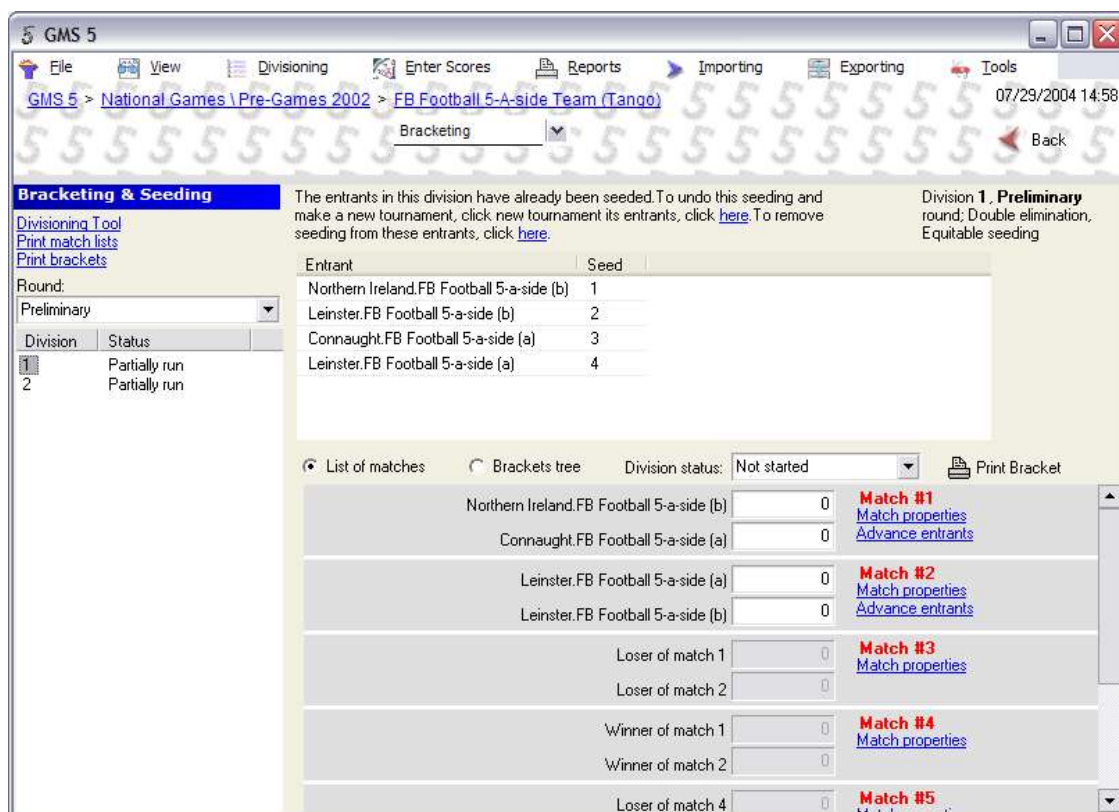 5 GMS 5
File View Divisioning Enter Scores Reports Importing Exporting Tools
GMS 5 > National Games \ Pre-Games 2002 > FB Football 5-A-side Team (Tango) 07/29/2004 14:58
Bracketing
Back
Bracketing & Seeding
Divisioning Tool
Print match lists
Print brackets
Round:
Preliminary
Division Status
1 Partially run
2 Partially run
The entrants in this division have already been seeded.To undo this seeding and
make a new tournament, click new tournament its entrants, click here.To remove
seeding from these entrants, click here.
Division 1, Preliminary
round; Double elimination,
Equitable seeding
Entrant Seed
Northern Ireland.FB Football 5-a-side (b) 1
Leinster.FB Football 5-a-side (b) 2
Connaught.FB Football 5-a-side (a) 3
Leinster.FB Football 5-a-side (a) 4
List of matches Brackets tree Division status: Not started Print Bracket
Northern Ireland.FB Football 5-a-side (b) 0 Match #1
Match properties
Connaught.FB Football 5-a-side (a) 0 Advance entrants
Leinster.FB Football 5-a-side (a) 0 Match #2
Match properties
Leinster.FB Football 5-a-side (b) 0 Advance entrants
Loser of match 1 0 Match #3
Match properties
Loser of match 2 0
Winner of match 1 0 Match #4
Match properties
Winner of match 2 0
Loser of match 4 0 Match #5